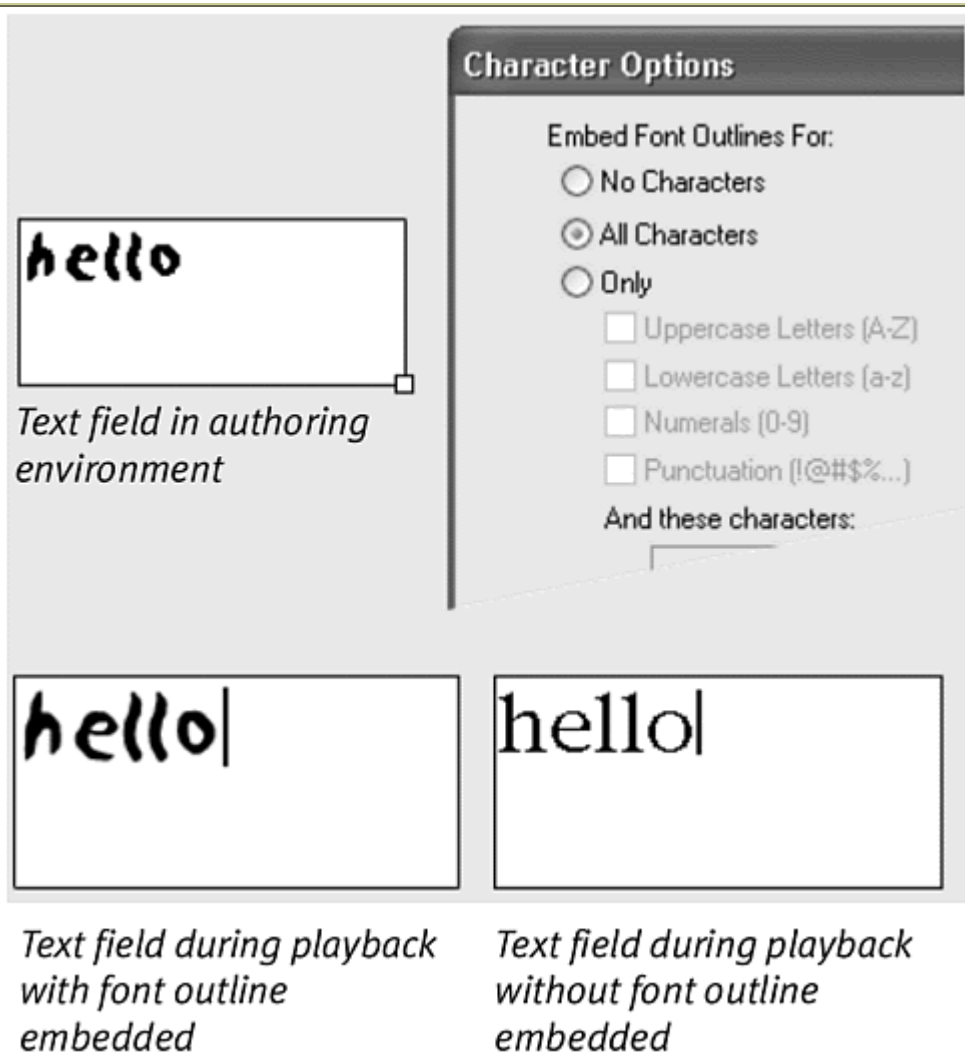 Character Options
Embed Font Outlines For:
No Characters
All Characters
Only
Uppercase Letters (A-Z)
Lowercase Letters (a-z)
Numerals (0-9)
Punctuation (!@#$%...)
And these characters:
hello
Text field in authoring
environment
hello
Text field during playback
with font outline
embedded
hello
Text field during playback
without font outline
embedded